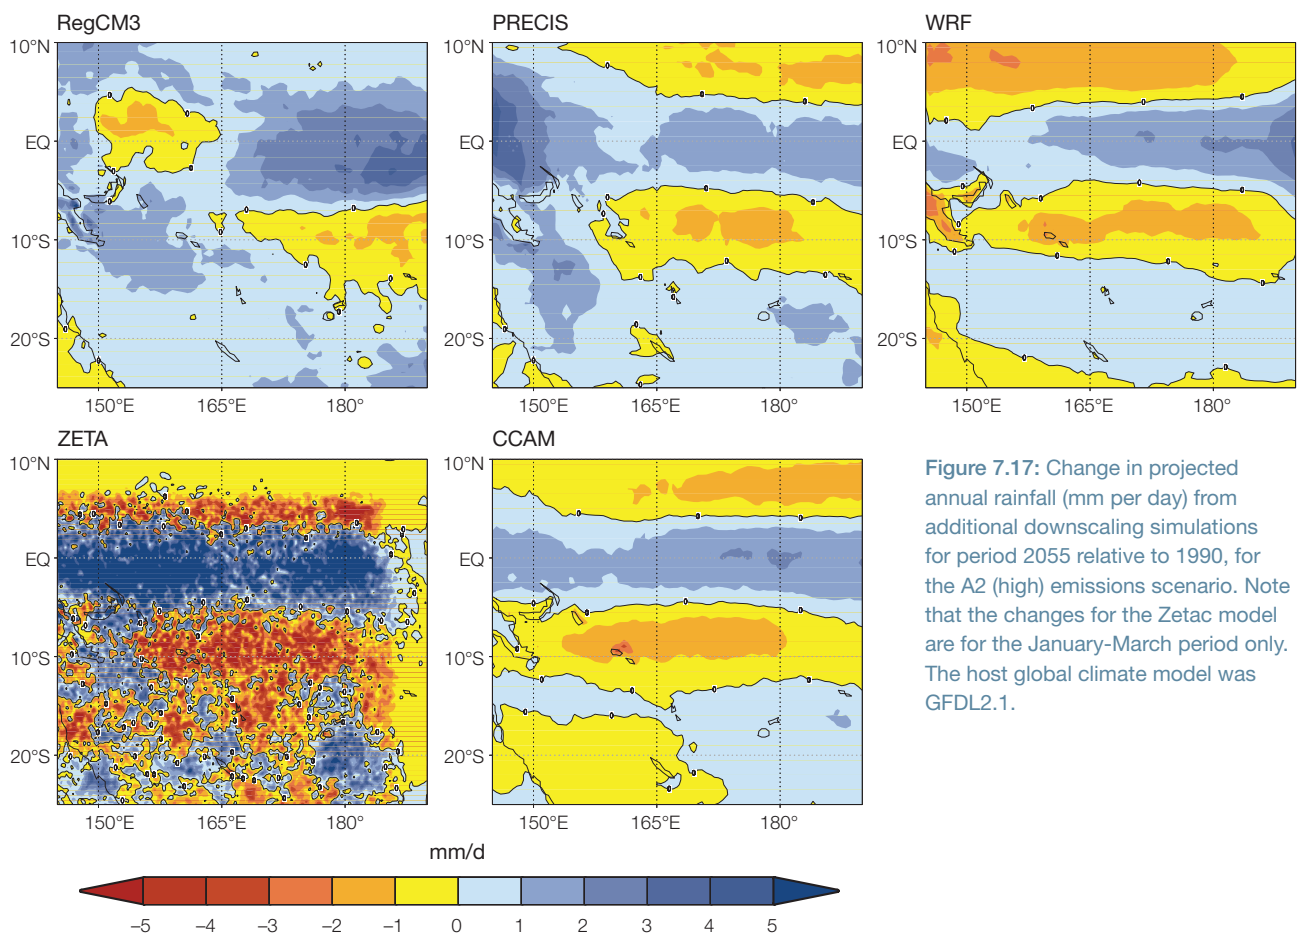 RegCM3
PRECIS
WRF
10°N
EQ
10°S
20°S
150°E
165°E
180°
150°E
165°E
180°
150°E
165°E
180°
10°N
EQ
10°S
20°S
10°N
EQ
10°S
20°S
ZETA
CCAM
10°N
EQ
10°S
20°S
150°E
165°E
180°
10°N
EQ
10°S
20°S
150°E
165°E
180°
Figure 7.17: Change in projected
annual rainfall (mm per day) from
additional downscaling simulations
for period 2055 relative to 1990, for
the A2 (high) emissions scenario. Note
that the changes for the Zetac model
are for the January-March period only.
The host global climate model was
GFDL2.1.
mm/d
–5 –4 –3 –2 –1 0 1 2 3 4 5